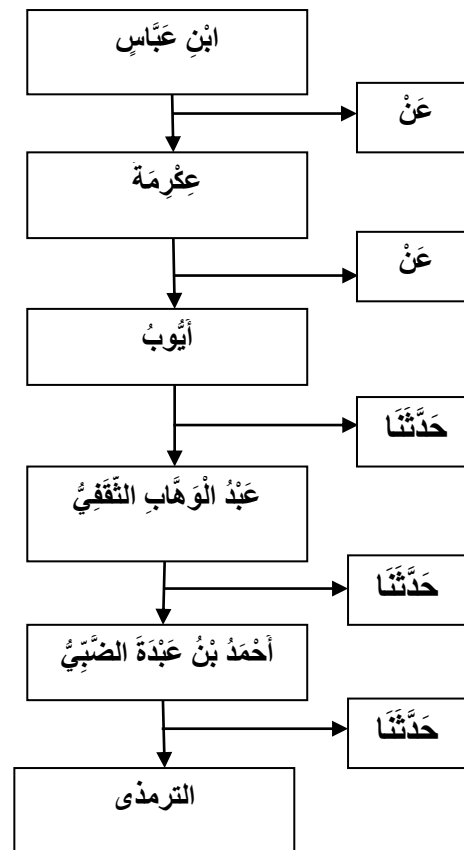 ابْنِ عَبَّاسٍ
عَنْ
عِكْرِمَةَ
عَنْ
أَيُّوبُ
حَدَّثَنَا
عَبْدُ الْوَهَّابِ الثَّقَفِيُّ
حَدَّثَنَا
أَحْمَدُ بْنُ عَبْدَةَ الضَّبِّيُّ
حَدَّثَنَا
الترمذى